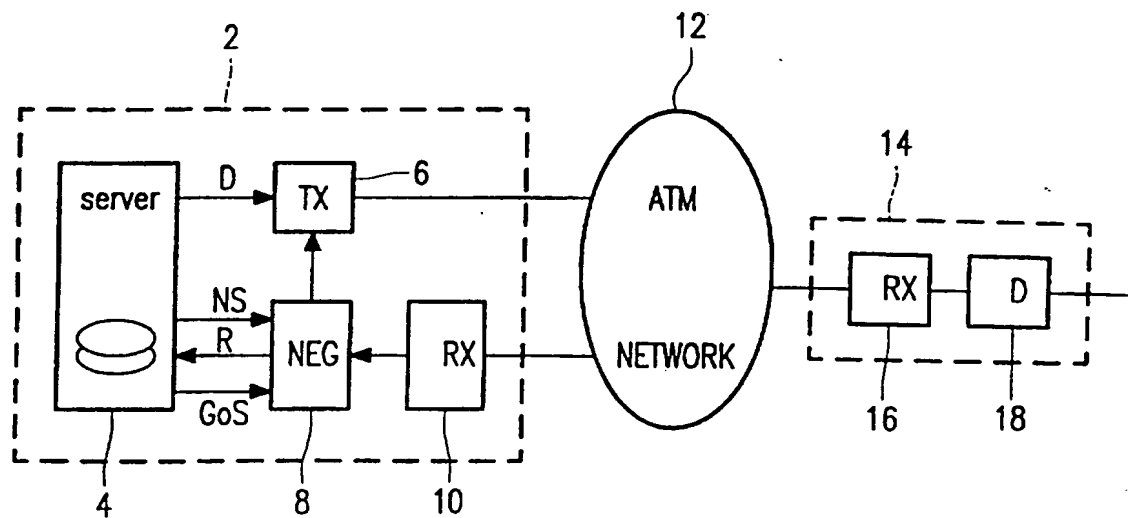 2
12
14
server
D
TX
6
ATM
NS
R
NEG
RX
GoS
NETWORK
RX
D
4
8
10
16
18